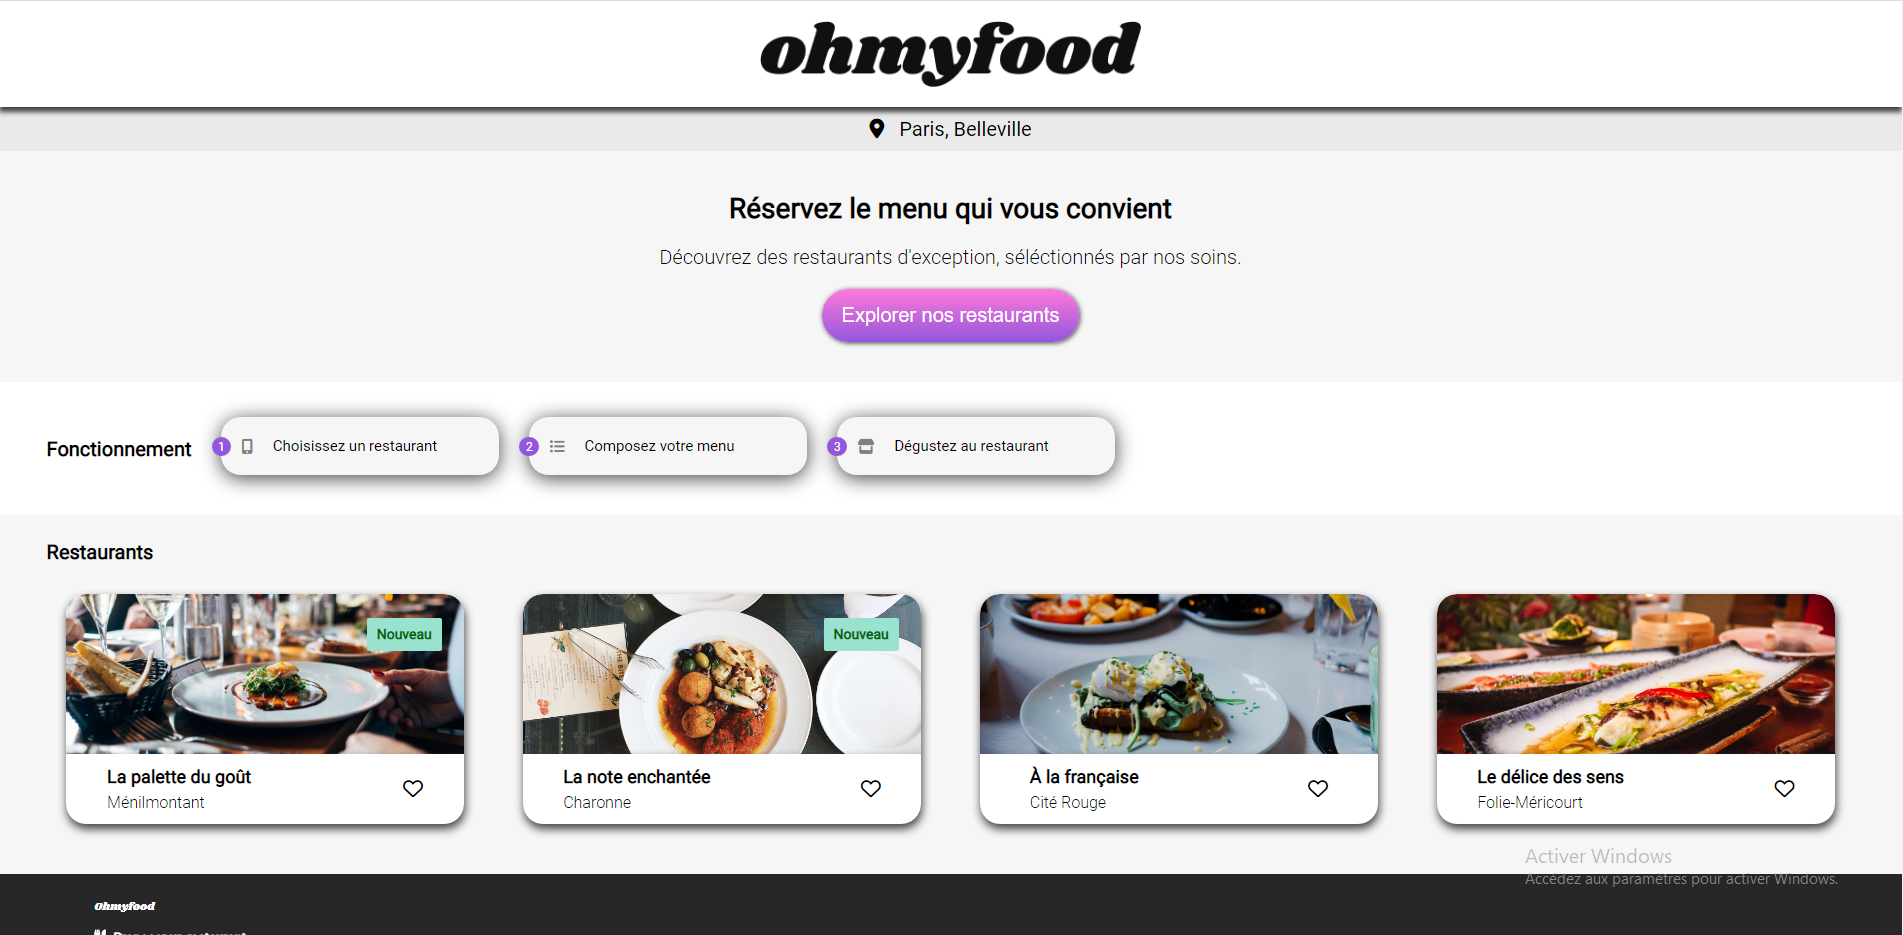 ohmyfood
Paris, Belleville
Réservez le menu qui vous convient
Découvrez des restaurants d'exception, séléctionnés par nos soins.
Explorer nos restaurants
Fonctionnement
1 Choisissez un restaurant
2 Composez votre menu
3 Dégustez au restaurant
Restaurants
Nouveau
La palette du goût
Ménilmontant
Nouveau
La note enchantée
Charonne
À la française
Cité Rouge
Le délice des sens
Folie-Méricourt
Activer Windows
Accédez aux paramètres pour activer Windows.
Ohmyfood